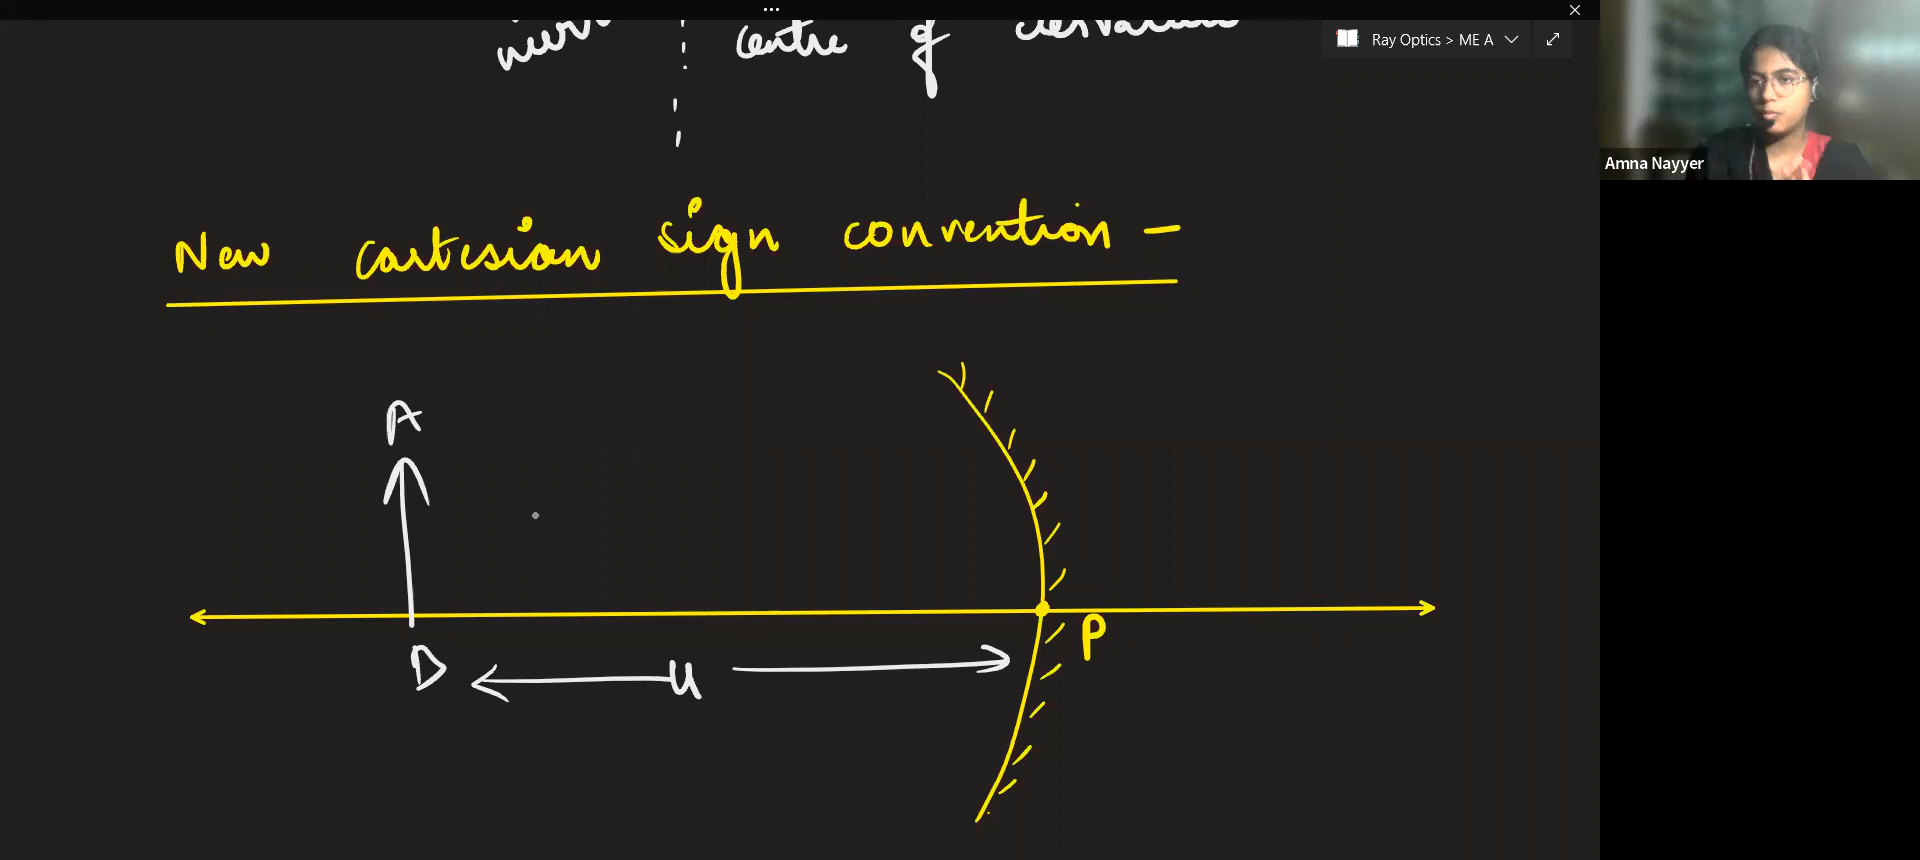 centre of
Ray Optics > ME A
Amna Nayyer
New cartesian sign convention -
A
P
D
u